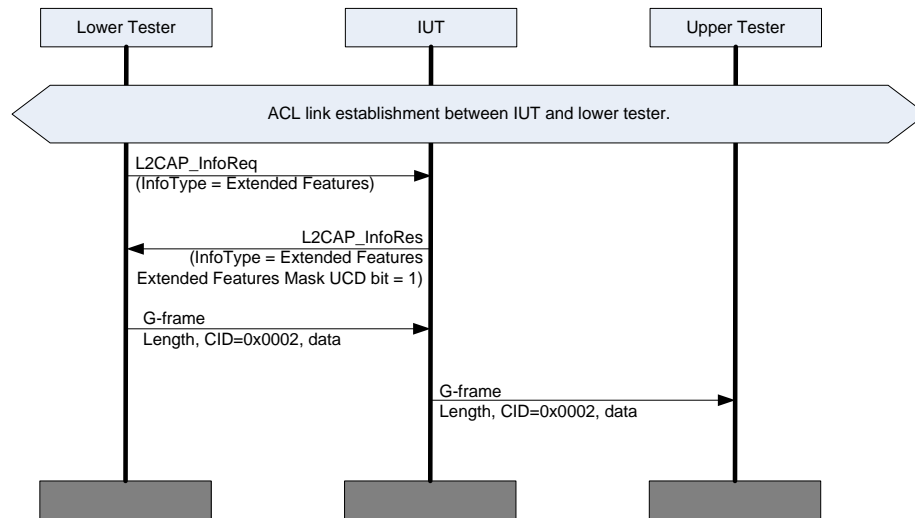 Lower Tester
IUT
Upper Tester
ACL link establishment between IUT and lower tester.
L2CAP_InfoReq
(InfoType = Extended Features)
L2CAP_InfoRes
(InfoType = Extended Features
Extended Features Mask UCD bit = 1)
G-frame
Length, CID=0x0002, data
G-frame
Length, CID=0x0002, data